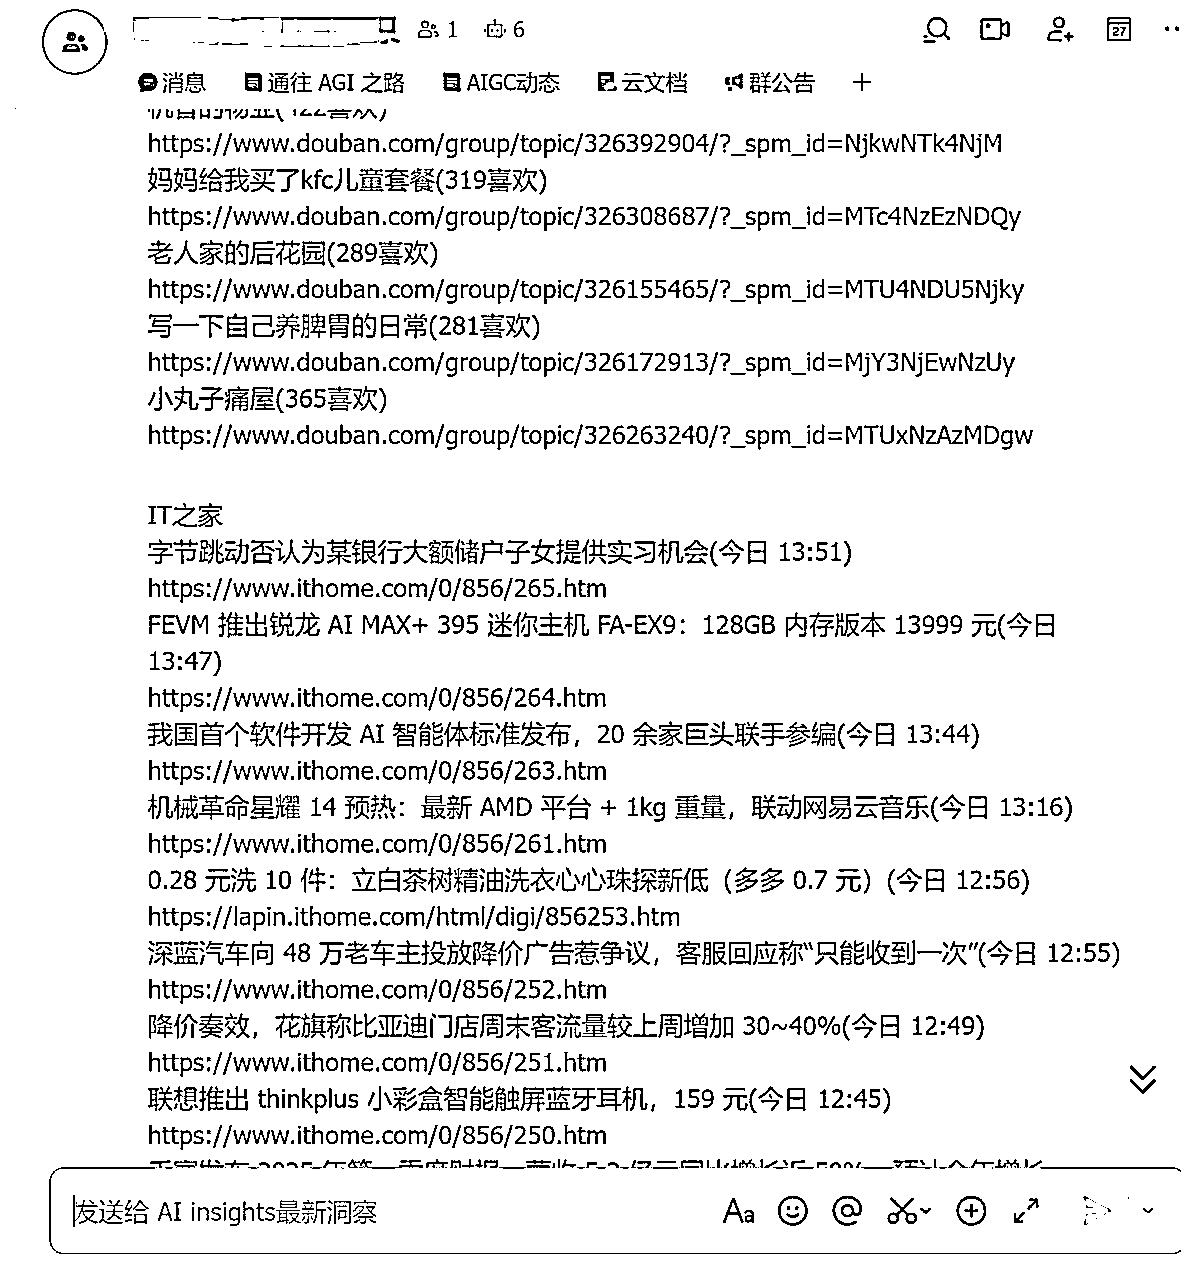 1 6
消息 通往 AGI 之路 AIGC动态 云文档 群公告
https://www.douban.com/group/topic/326392904/?_spm_id=NjkwNTk4NjM
妈妈给我买了kfc儿童套餐(319喜欢)
https://www.douban.com/group/topic/326308687/?_spm_id=MTc4NzEzNDQy
老人家的后花园(289喜欢)
https://www.douban.com/group/topic/326155465/?_spm_id=MTU4NDU5Njky
写一下自己养脾胃的日常(281喜欢)
https://www.douban.com/group/topic/326172913/?_spm_id=MjY3NjEwNzUy
小丸子痛屋(365喜欢)
https://www.douban.com/group/topic/326263240/?_spm_id=MTUxNzAzMDgw
IT之家
字节跳动否认为某银行大额储户子女提供实习机会(今日 13:51)
https://www.ithome.com/0/856/265.htm
FEVM 推出锐龙 AI MAX+ 395 迷你主机 FA-EX9：128GB 内存版本 13999 元(今日
13:47)
https://www.ithome.com/0/856/264.htm
我国首个软件开发 AI 智能体标准发布，20 余家巨头联手参编(今日 13:44)
https://www.ithome.com/0/856/263.htm
机械革命星耀 14 预热：最新 AMD 平台 + 1kg 重量，联动网易云音乐(今日 13:16)
https://www.ithome.com/0/856/261.htm
0.28 元洗 10 件：立白茶树精油洗衣心心珠探新低（多多 0.7 元）(今日 12:56)
https://lapin.ithome.com/html/digi/856253.htm
深蓝汽车向 48 万老车主投放降价广告惹争议，客服回应称“只能收到一次”(今日 12:55)
https://www.ithome.com/0/856/252.htm
降价奏效，花旗称比亚迪门店周末客流量较上周增加 30~40%(今日 12:49)
https://www.ithome.com/0/856/251.htm
联想推出 thinkplus 小彩盒智能触屏蓝牙耳机，159 元(今日 12:45)
https://www.ithome.com/0/856/250.htm
发送给 AI insights最新洞察